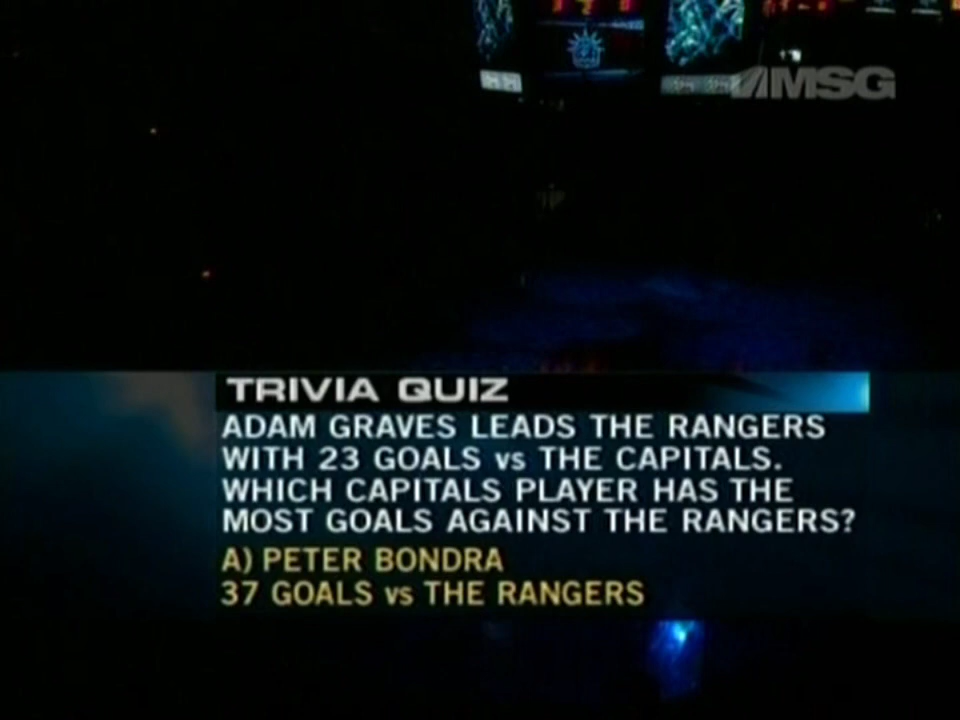 MSG
TRIVIA QUIZ
ADAM GRAVES LEADS THE RANGERS
WITH 23 GOALS vs THE CAPITALS.
WHICH CAPITALS PLAYER HAS THE
MOST GOALS AGAINST THE RANGERS?
A) PETER BONDRA
37 GOALS vs THE RANGERS